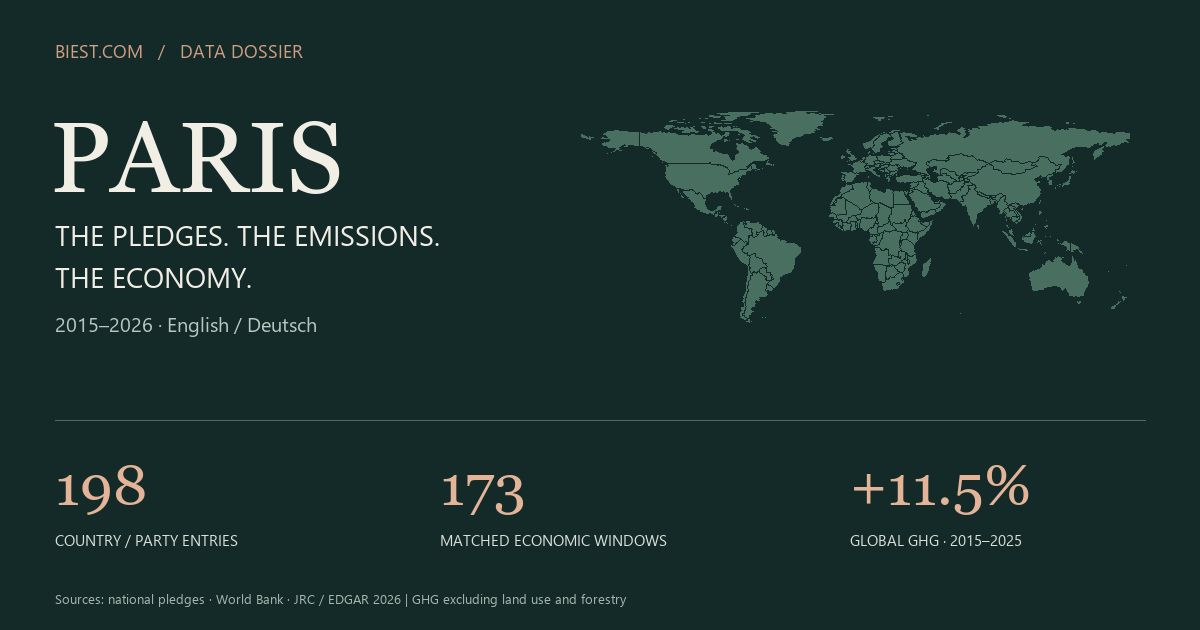 BIEST.COM / DATA DOSSIER
PARIS
THE PLEDGES. THE EMISSIONS.
THE ECONOMY.
2015–2026 · English / Deutsch
198
COUNTRY / PARTY ENTRIES
173
MATCHED ECONOMIC WINDOWS
+11.5%
GLOBAL GHG · 2015–2025
Sources: national pledges · World Bank · JRC / EDGAR 2026 | GHG excluding land use and forestry